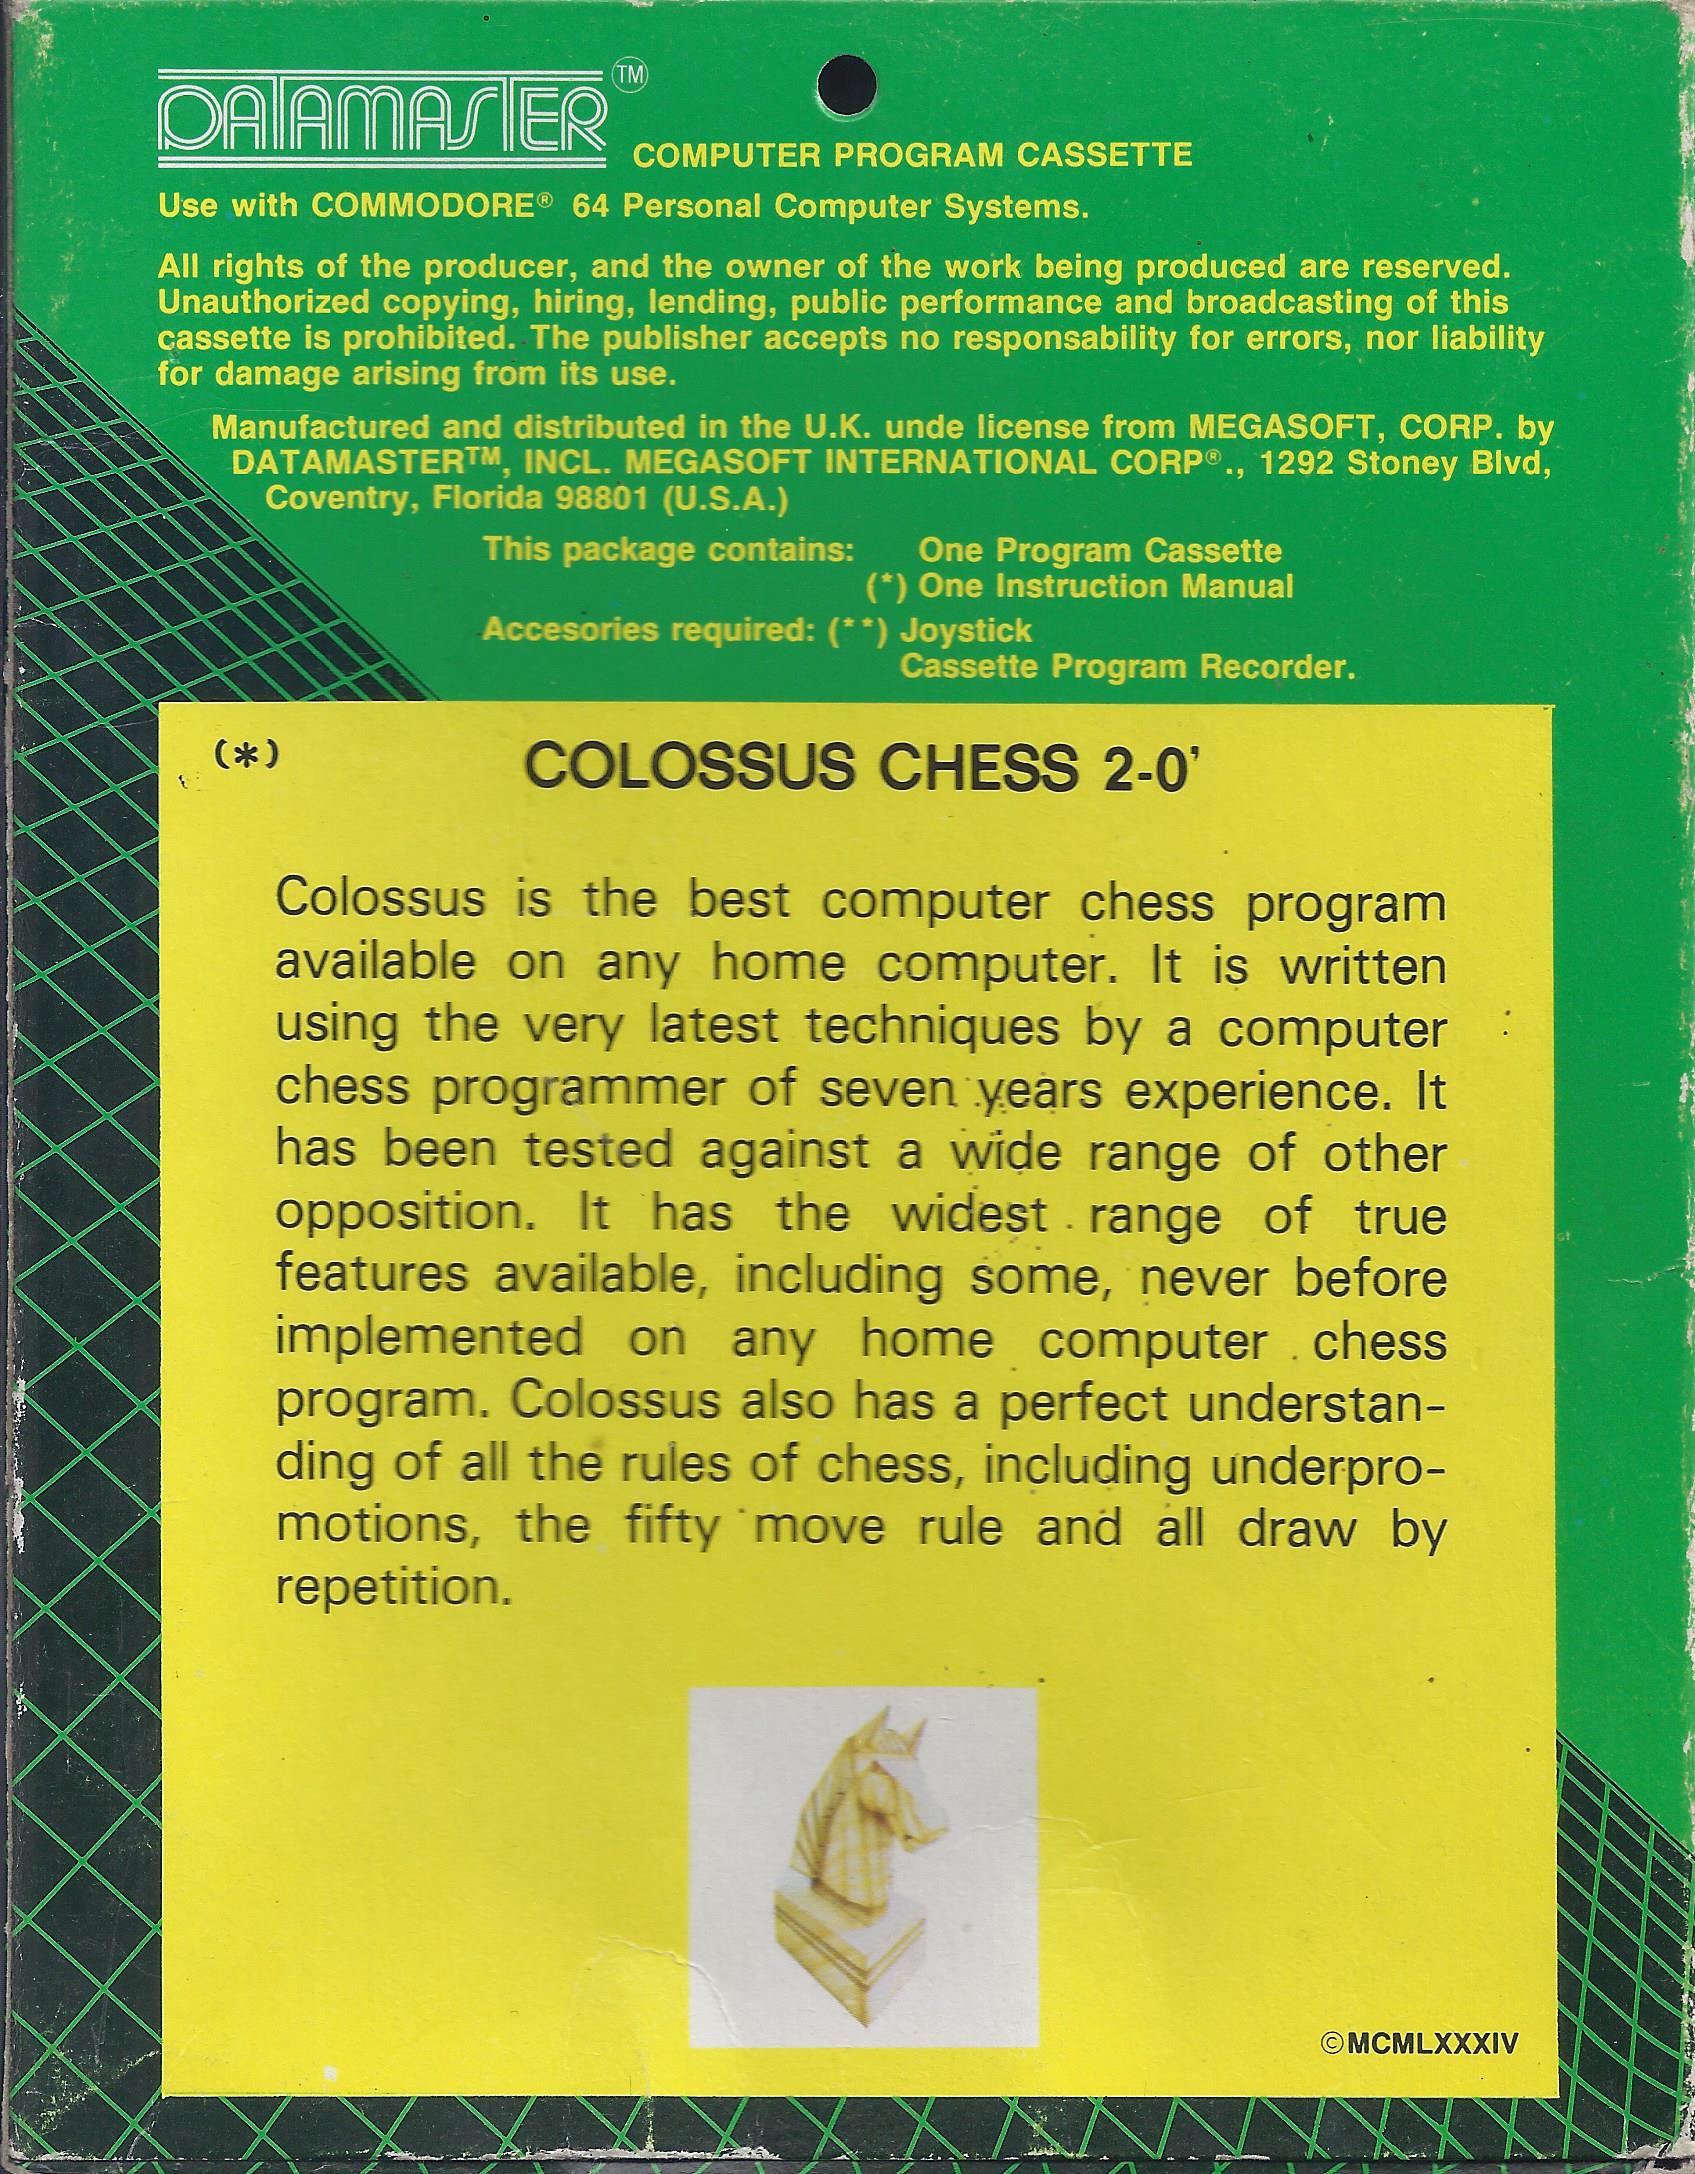 DATAMASTER™
COMPUTER PROGRAM CASSETTE
Use with COMMODORE® 64 Personal Computer Systems.
All rights of the producer, and the owner of the work being produced are reserved.
Unauthorized copying, hiring, lending, public performance and broadcasting of this
cassette is prohibited. The publisher accepts no responsability for errors, nor liability
for damage arising from its use.
Manufactured and distributed in the U.K. unde license from MEGASOFT, CORP. by
DATAMASTER™, INCL. MEGASOFT INTERNATIONAL CORP®., 1292 Stoney Blvd,
Coventry, Florida 98801 (U.S.A.)
This package contains: One Program Cassette
(*) One Instruction Manual
Accesories required: (**) Joystick
Cassette Program Recorder.
(*) COLOSSUS CHESS 2-0'
Colossus is the best computer chess program
available on any home computer. It is written
using the very latest techniques by a computer
chess programmer of seven years experience. It
has been tested against a wide range of other
opposition. It has the widest range of true
features available, including some, never before
implemented on any home computer chess
program. Colossus also has a perfect understan-
ding of all the rules of chess, including underpro-
motions, the fifty move rule and all draw by
repetition.
©MCMLXXXIV